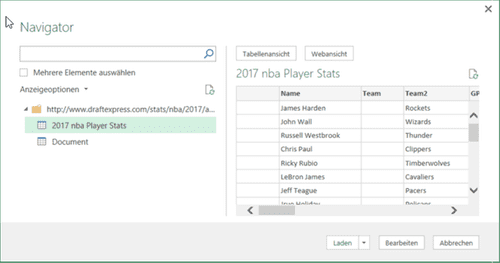 Navigator
Mehrere Elemente auswählen
Anzeigeoptionen
http://www.draftexpress.com/stats/nba/2017/a...
2017 nba Player Stats
Document
Tabellenansicht Webansicht
2017 nba Player Stats
Name Team Team2 GP
James Harden Rockets
John Wall Wizards
Russell Westbrook Thunder
Chris Paul Clippers
Ricky Rubio Timberwolves
LeBron James Cavaliers
Jeff Teague Pacers
Laden Bearbeiten Abbrechen